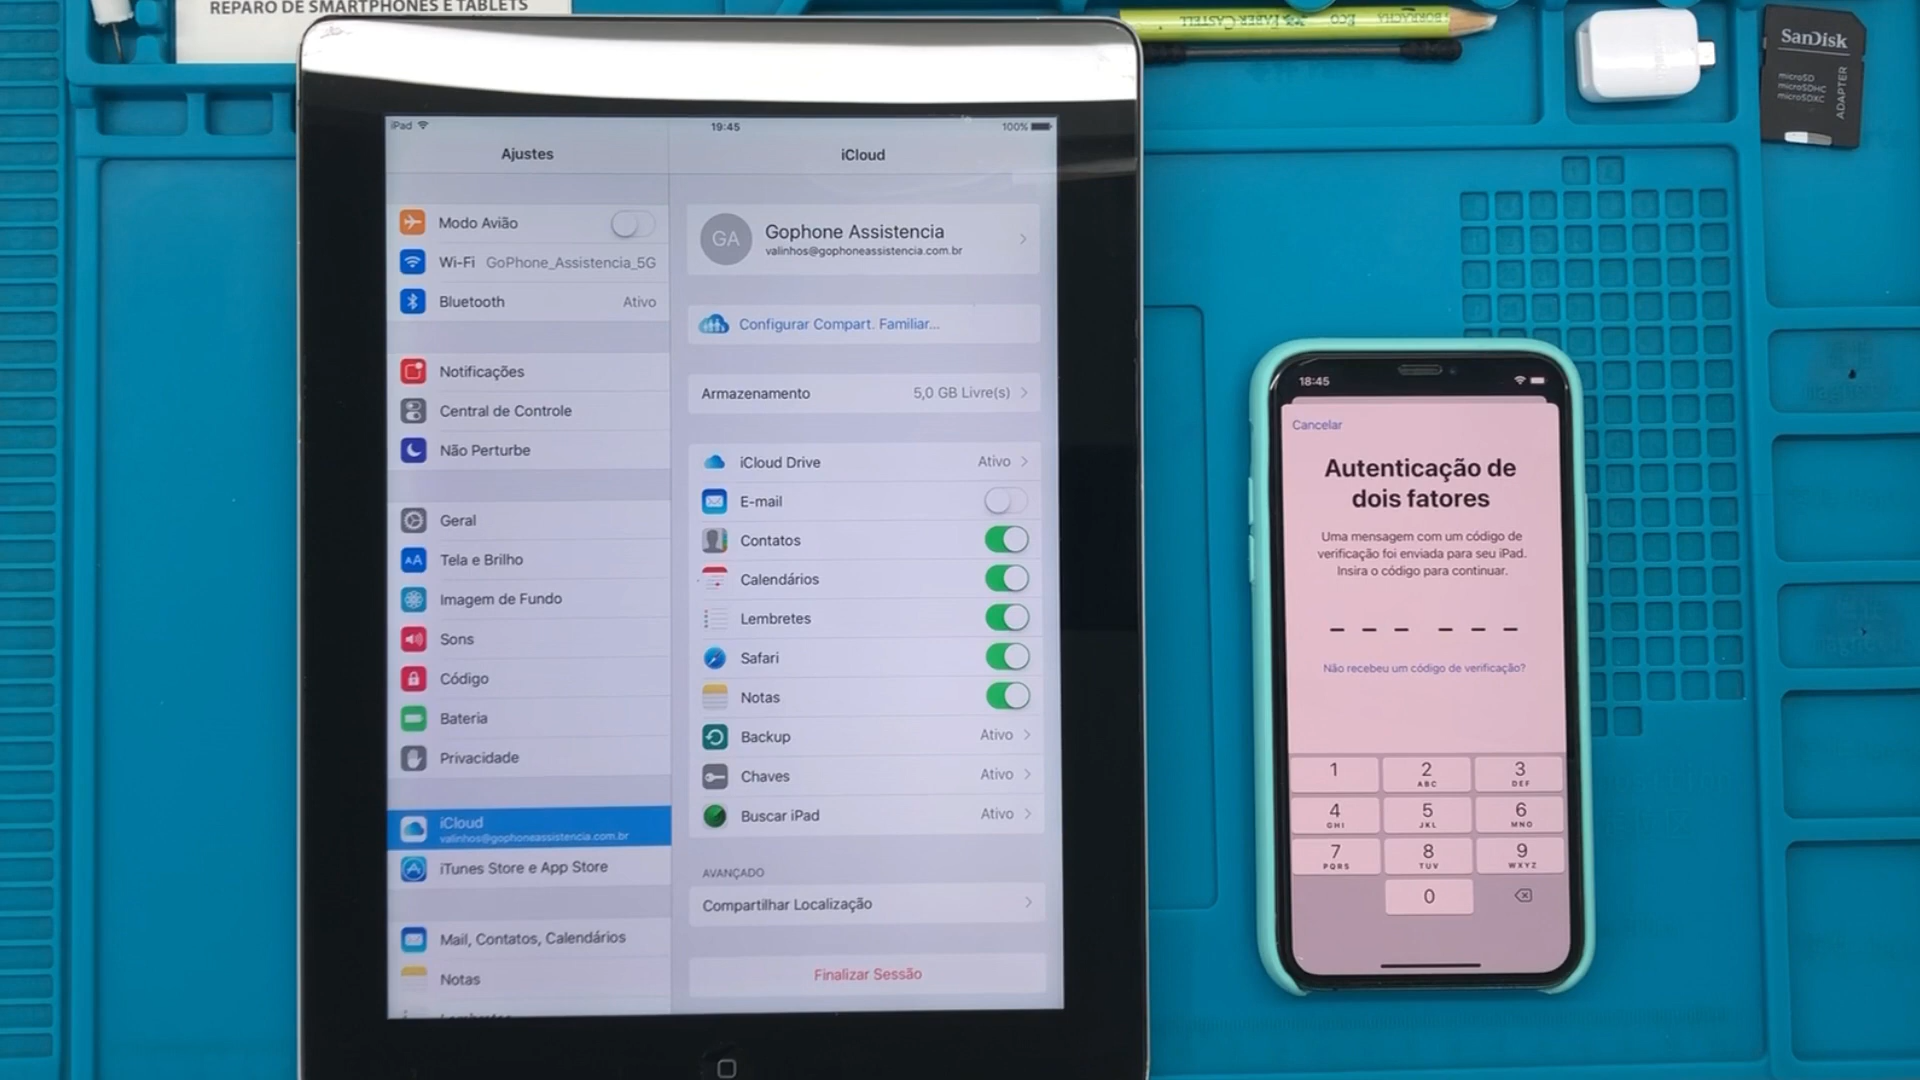 REPARO DE SMARTPHONES E TABLETS
iPad
19:45
100%
Ajustes
iCloud
Modo Avião
Wi-Fi GoPhone_Assistencia_5G
Bluetooth Ativo
Notificações
Central de Controle
Não Perturbe
Geral
Tela e Brilho
Imagem de Fundo
Sons
Código
Bateria
Privacidade
iCloud
valinhos@gophoneassistencia.com.br
iTunes Store e App Store
Mail, Contatos, Calendários
Notas
Lembretes
GA
Gophone Assistencia
valinhos@gophoneassistencia.com.br
Configurar Compart. Familiar...
Armazenamento 5,0 GB Livre(s)
iCloud Drive Ativo
E-mail
Contatos
Calendários
Lembretes
Safari
Notas
Backup Ativo
Chaves Ativo
Buscar iPad Ativo
AVANÇADO
Compartilhar Localização
Finalizar Sessão
BORRACHA ECO FABER-CASTELL
SanDisk
microSD
microSDHC
microSDXC
ADAPTER
18:45
Cancelar
Autenticação de
dois fatores
Uma mensagem com um código de
verificação foi enviada para seu iPad.
Insira o código para continuar.
Não recebeu um código de verificação?
1 2 3
ABC DEF
4 5 6
GHI JKL MNO
7 8 9
PQRS TUV WXYZ
0